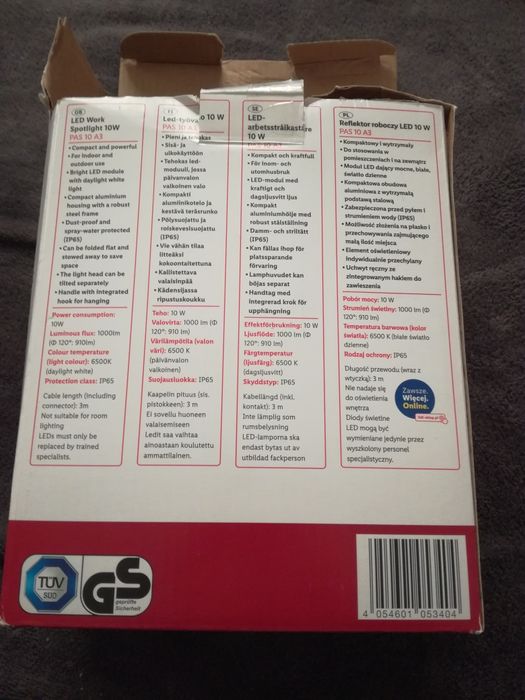 GB
LED Work
Spotlight 10W
PAS 10 A3
• Compact and powerful
• For indoor and
outdoor use
• Bright LED module
with daylight white
light
• Compact aluminium
housing with a robust
steel frame
• Dust-proof and
spray-water protected
(IP65)
• Can be folded flat and
stowed away to save
space
• The light head can be
tilted separately
• Handle with integrated
hook for hanging
Power consumption:
10W
Luminous flux: 1000lm
(Φ 120°: 910 lm)
Colour temperature
(light colour): 6500K
(daylight white)
Protection class: IP65
Cable length (including
connector): 3m
Not suitable for room
lighting
LEDs must only be
replaced by trained
specialists.
FI
Led-työva o 10 W
PAS 10 A3
• Pieni ja tehokas
• Sisä- ja
ulkokäyttöön
• Tehokas led-
moduuli, jossa
päivänvalon
valkoinen valo
• Kompakti
alumiinikotelo ja
kestävä teräsrunko
• Pölysuojattu ja
roiskevesisuojattu
(IP65)
• Vie vähän tilaa
litteäksi
kokoontaitettuna
• Kallistettava
valaisinpää
• Kädensijassa
ripustuskoukku
Teho: 10 W
Valovirta: 1000 lm (Φ
120°: 910 lm)
Värilämpötila (valon
väri): 6500 K
(päivänvalon
valkoinen)
Suojausluokka: IP65
Kaapelin pituus (sis.
pistokkeen): 3 m
Ei sovellu huoneen
valaisemiseen
Ledit saa vaihtaa
ainoastaan koulutettu
ammattilainen.
SE
LED-
arbetsstrålkastare
10 W
PAS 10 A3
• Kompakt och kraftfull
• För inom- och
utomhusbruk
• LED-modul med
kraftigt och
dagsljusvitt ljus
• Kompakt
aluminiumhölje med
robust stålställning
• Damm- och striltätt
(IP65)
• Kan fällas ihop för
platssparande
förvaring
• Lamphuvudet kan
böjas separat
• Handtag med
integrerad krok för
upphängning
Effektförbrukning: 10 W
Ljusflöde: 1000 lm (Φ
120°: 910 lm)
Färgtemperatur
(ljusfärg): 6500 K
(dagsljusvitt)
Skyddstyp: IP65
Kabellängd (inkl.
kontakt): 3 m
Inte lämplig som
rumsbelysning
LED-lamporna ska
endast bytas ut av
utbildad fackperson
PL
Reflektor roboczy LED 10 W
PAS 10 A3
• Kompaktowy i wytrzymały
• Do stosowania w
pomieszczeniach i na zewnątrz
• Moduł LED dający mocne, białe,
światło dzienne
• Kompaktowa obudowa
aluminiowa z wytrzymałą
podstawą stalową
• Zabezpieczona przed pyłem i
strumieniem wody (IP65)
• Możliwość złożenia na płasko i
przechowywania zajmującego
małą ilość miejsca
• Element oświetleniowy
indywidualnie przechylany
• Uchwyt ręczny ze
zintegrowanym hakiem do
zawieszenia
Pobór mocy: 10 W
Strumień świetlny: 1000 lm (Φ
120°: 910 lm)
Temperatura barwowa (kolor
światła): 6500 K (białe światło
dzienne)
Rodzaj ochrony: IP65
Długość przewodu (wraz z
wtyczką): 3 m
Nie nadaje się
do oświetlenia
wnętrza
Diody świetlne
LED mogą być
wymieniane jedynie przez
wyszkolony personel
specjalistyczny.
Zawsze.
Więcej.
Online.
TÜV
SÜD
GS
geprüfte
Sicherheit
4 054601 053404